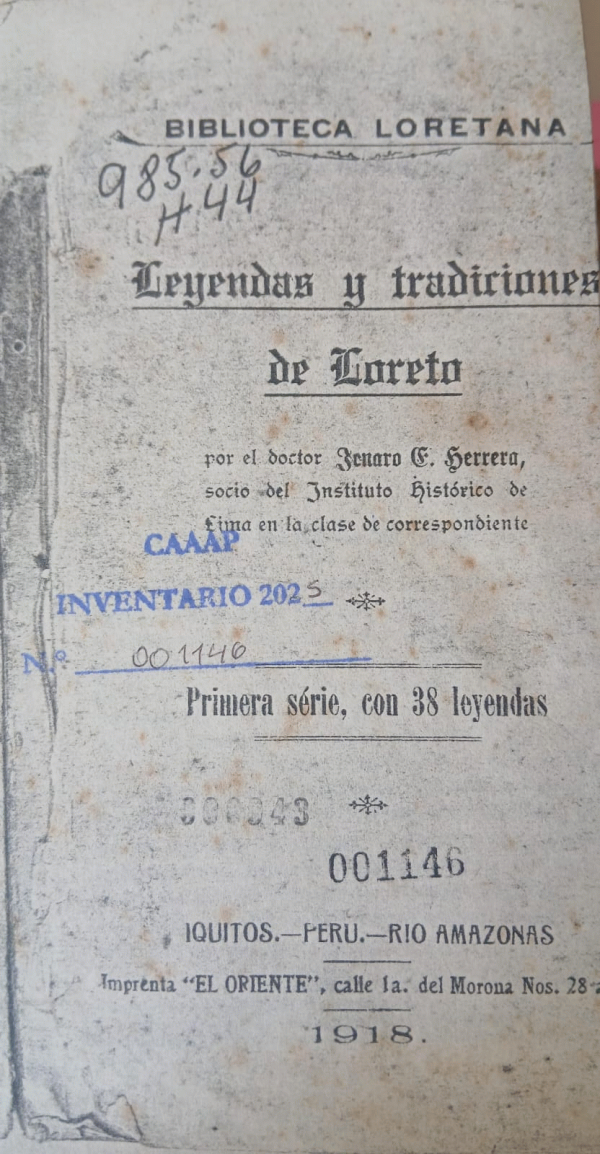 BIBLIOTECA LORETANA
985.56
H44
Leyendas y tradiciones
de Loreto
por el doctor Jenaro E. Herrera,
socio del Instituto Histórico de
Lima en la clase de correspondiente
CAAAP
INVENTARIO 2025
N.º 001146
Primera série, con 38 leyendas
001146
IQUITOS.—PERU.—RIO AMAZONAS
Imprenta "EL ORIENTE", calle 1a. del Morona Nos. 28
1918.